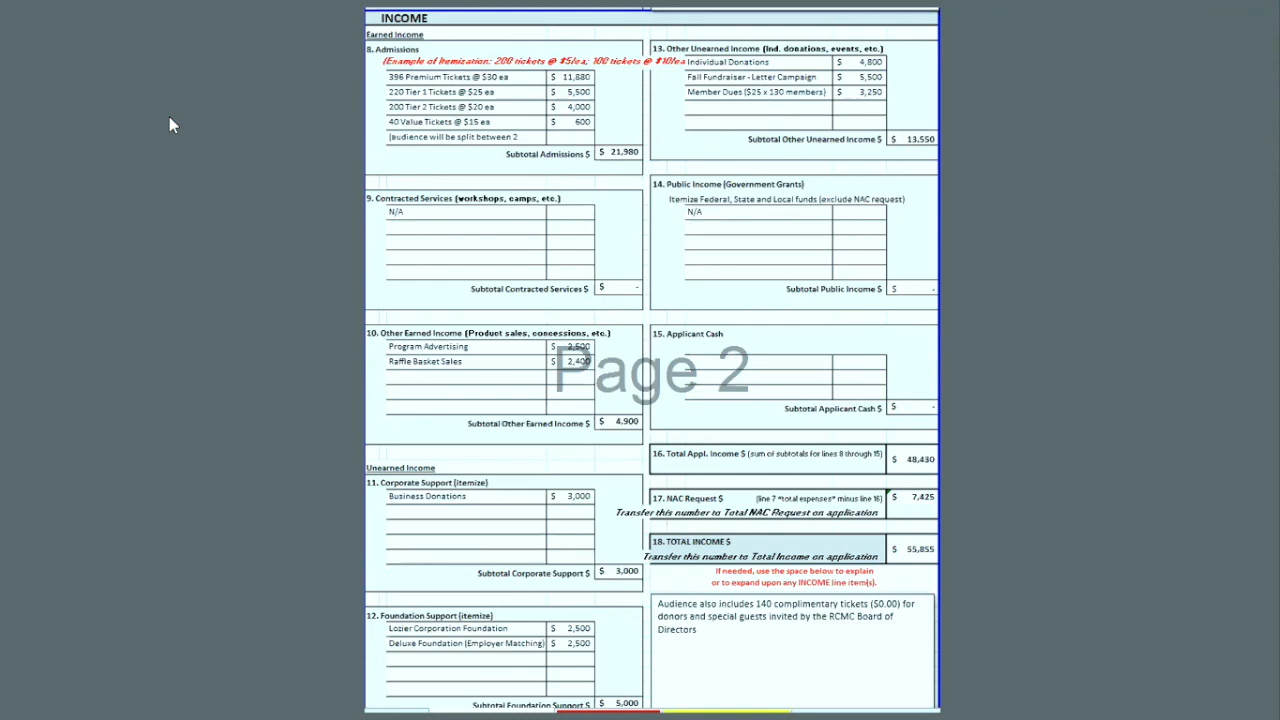 INCOME
Earned Income
8. Admissions
(Example of Itemization: 200 tickets @ $5/ea; 100 tickets @ $10/ea
396 Premium Tickets @ $30 ea $ 11,880
220 Tier 1 Tickets @ $25 ea $ 5,500
200 Tier 2 Tickets @ $20 ea $ 4,000
40 Value Tickets @ $15 ea $ 600
(audience will be split between 2
Subtotal Admissions $ $ 21,980
9. Contracted Services (workshops, camps, etc.)
N/A
Subtotal Contracted Services $ $ -
10. Other Earned Income (Product sales, concessions, etc.)
Program Advertising $ 2,500
Raffle Basket Sales $ 2,400
Subtotal Other Earned Income $ $ 4,900
Unearned Income
11. Corporate Support (itemize)
Business Donations $ 3,000
Subtotal Corporate Support $ $ 3,000
12. Foundation Support (itemize)
Lozier Corporation Foundation $ 2,500
Deluxe Foundation (Employer Matching) $ 2,500
Subtotal Foundation Support $ $ 5,000
13. Other Unearned Income (Ind. donations, events, etc.)
Individual Donations $ 4,800
Fall Fundraiser - Letter Campaign $ 5,500
Member Dues ($25 x 130 members) $ 3,250
Subtotal Other Unearned Income $ $ 13,550
14. Public Income (Government Grants)
Itemize Federal, State and Local funds (exclude NAC request)
N/A
Subtotal Public Income $ $ -
15. Applicant Cash
Page 2
Subtotal Applicant Cash $ $ -
16. Total Appl. Income $ (sum of subtotals for lines 8 through 15) $ 48,430
17. NAC Request $ (line 7 "total expenses" minus line 16) $ 7,425
Transfer this number to Total NAC Request on application
18. TOTAL INCOME $ $ 55,855
Transfer this number to Total Income on application
If needed, use the space below to explain
or to expand upon any INCOME line item(s).
Audience also includes 140 complimentary tickets ($0.00) for
donors and special guests invited by the RCMC Board of
Directors